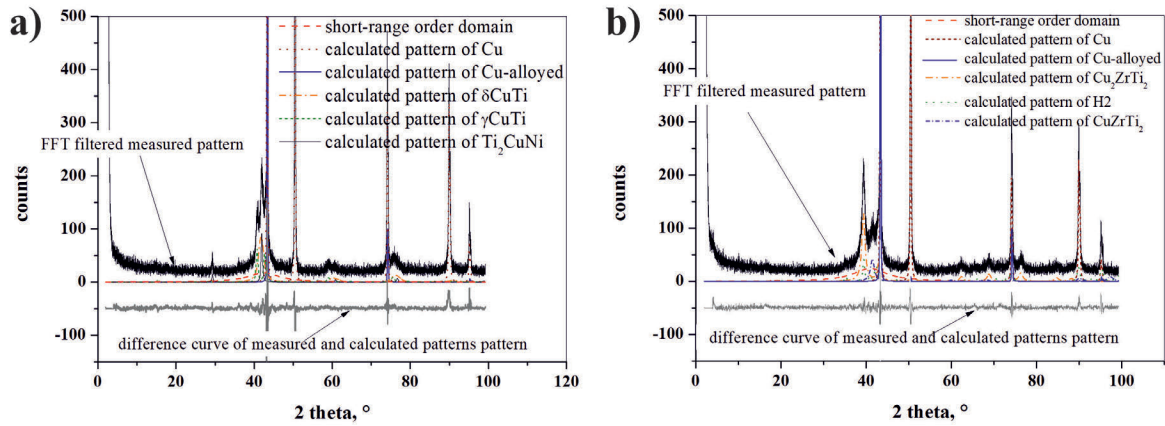 a)
500
400
300
200
100
0
-100
counts
short-range order domain
calculated pattern of Cu
calculated pattern of Cu-alloyed
calculated pattern of δCuTi
calculated pattern of γCuTi
calculated pattern of Ti₂CuNi
FFT filtered measured pattern
difference curve of measured and calculated patterns pattern
0 20 40 60 80 100 120
2 theta, °
b)
500
400
300
200
100
0
-100
counts
short-range order domain
calculated pattern of Cu
calculated pattern of Cu-alloyed
calculated pattern of Cu₂ZrTi₂
calculated pattern of H2
calculated pattern of CuZrTi₂
FFT filtered measured pattern
difference curve of measured and calculated patterns pattern
0 20 40 60 80 100
2 theta, °